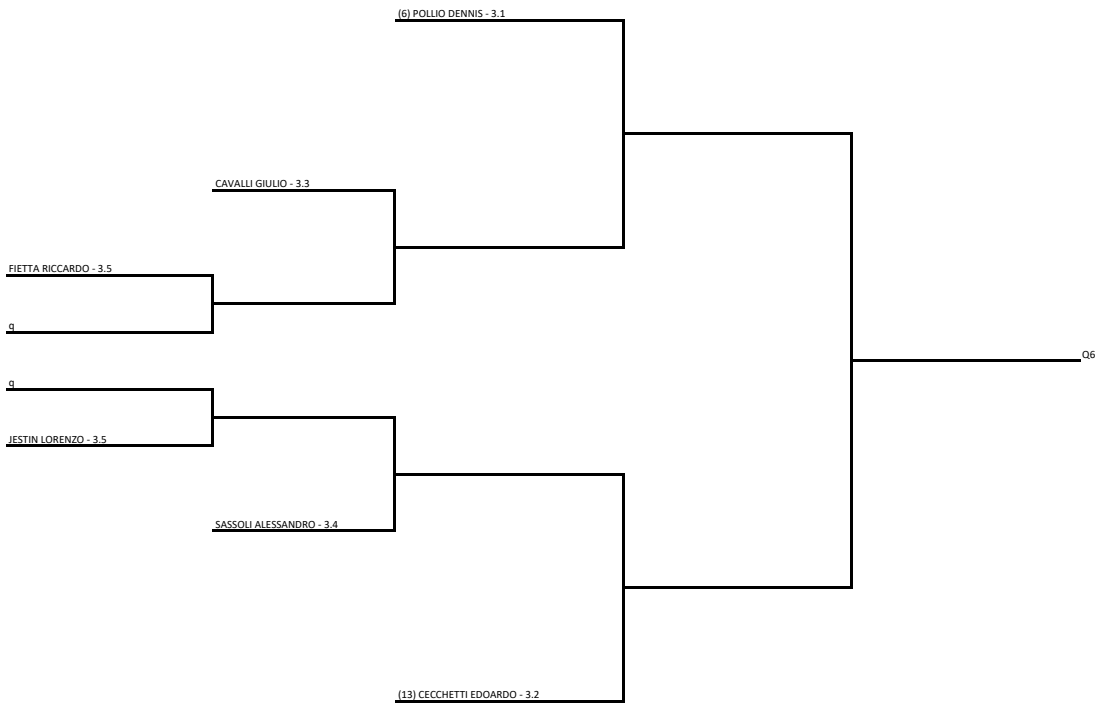 (6) POLLIO DENNIS - 3.1
CAVALLI GIULIO - 3.3
FIETTA RICCARDO - 3.5
q
Q6
q
JESTIN LORENZO - 3.5
SASSOLI ALESSANDRO - 3.4
(13) CECCHETTI EDOARDO - 3.2